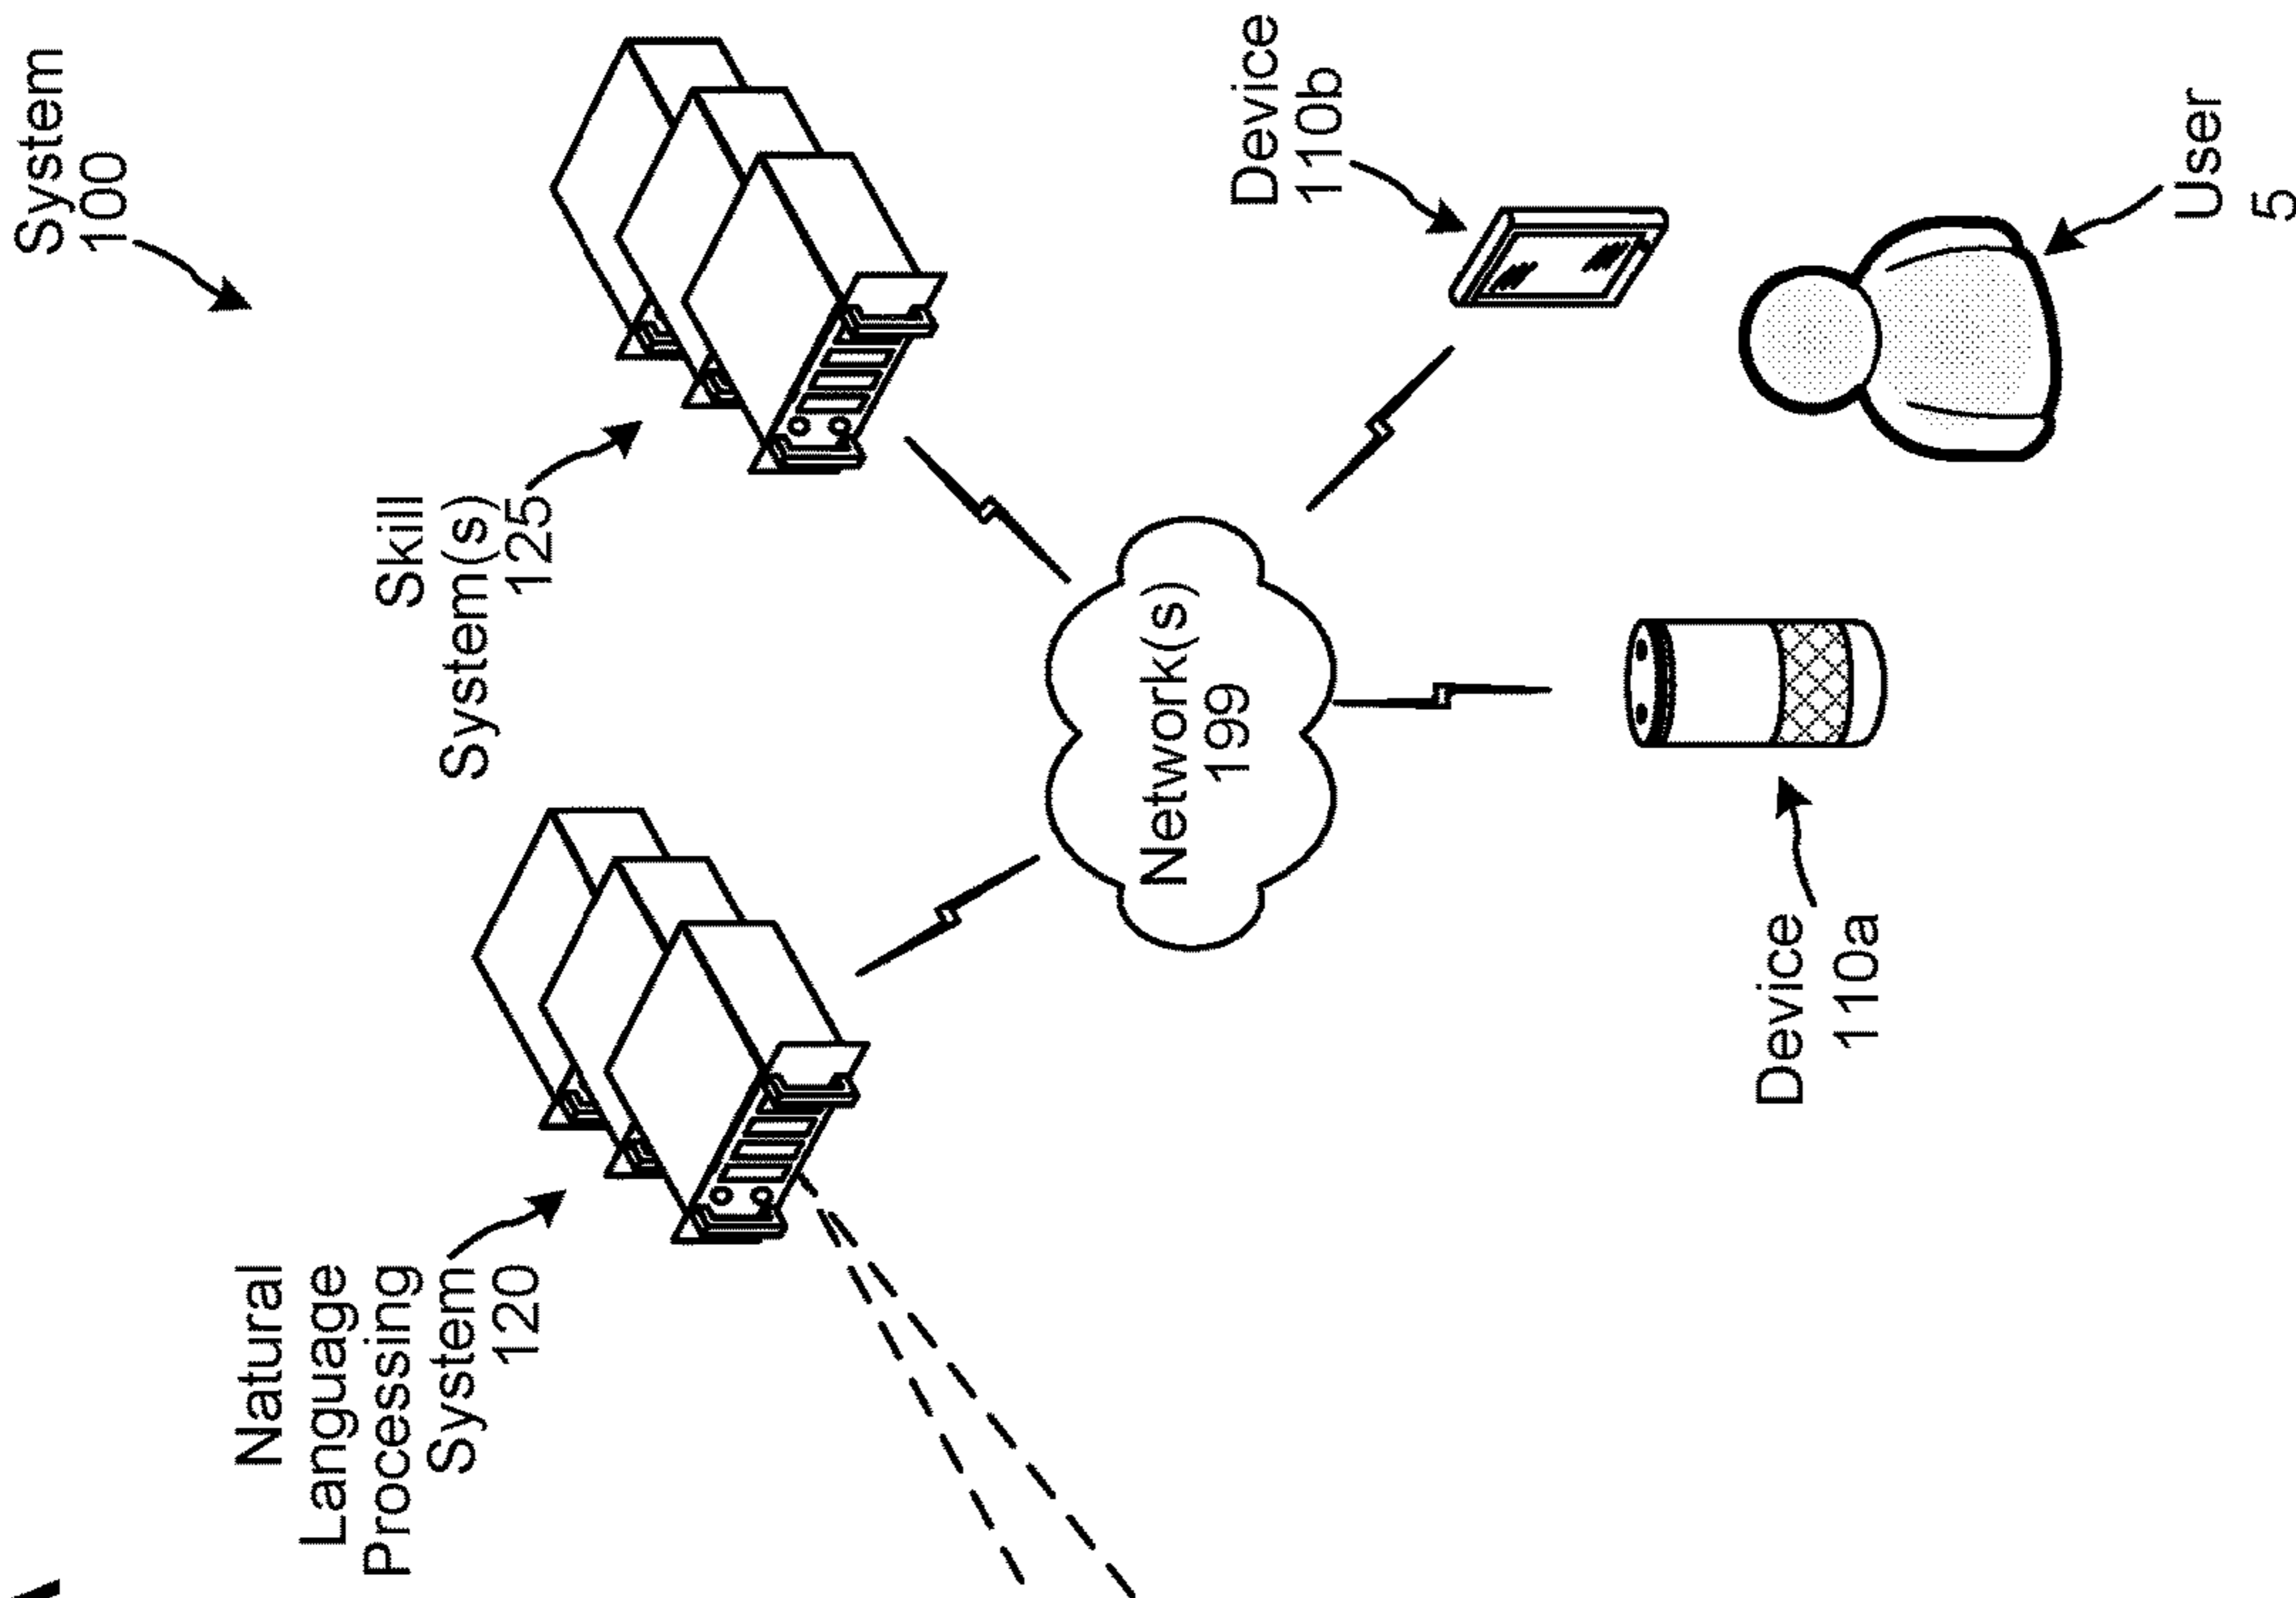 System
100
Natural
Language
Processing
System
120
Skill
System(s)
125
Network(s)
199
Device
110b
Device
110a
User
5